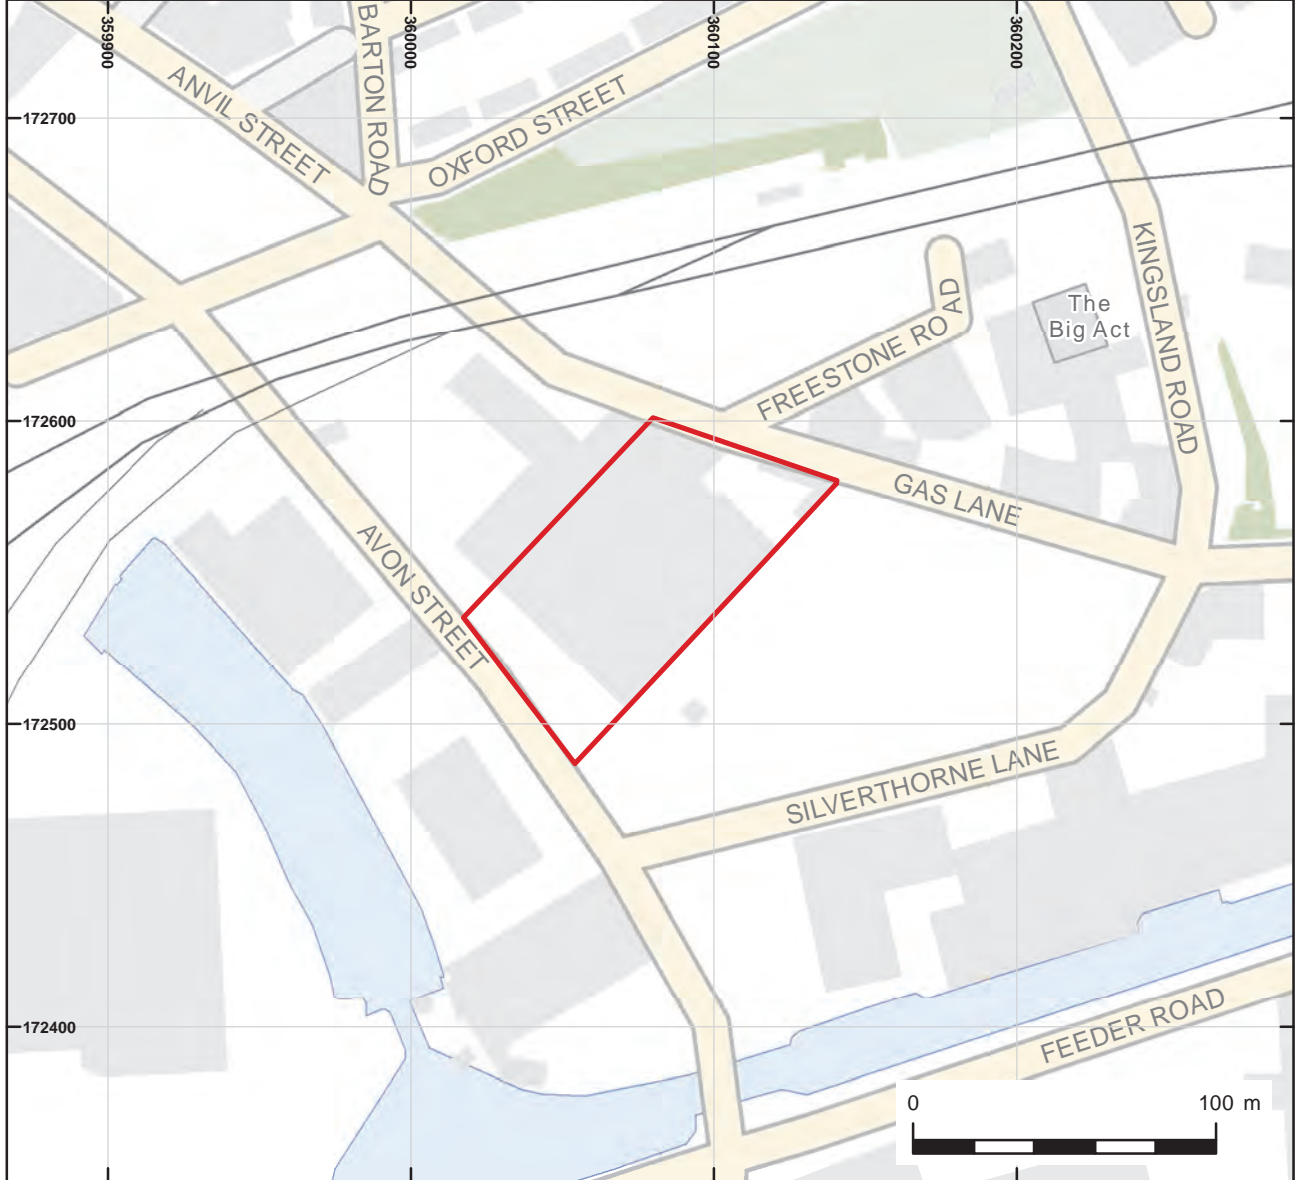 359900
360000
360100
360200
BARTON ROAD
ANVIL STREET
OXFORD STREET
172700
KINGSLAND ROAD
The
Big Act
FREESTONE ROAD
172600
GAS LANE
AVON STREET
172500
SILVERTHORNE LANE
172400
FEEDER ROAD
0 100 m